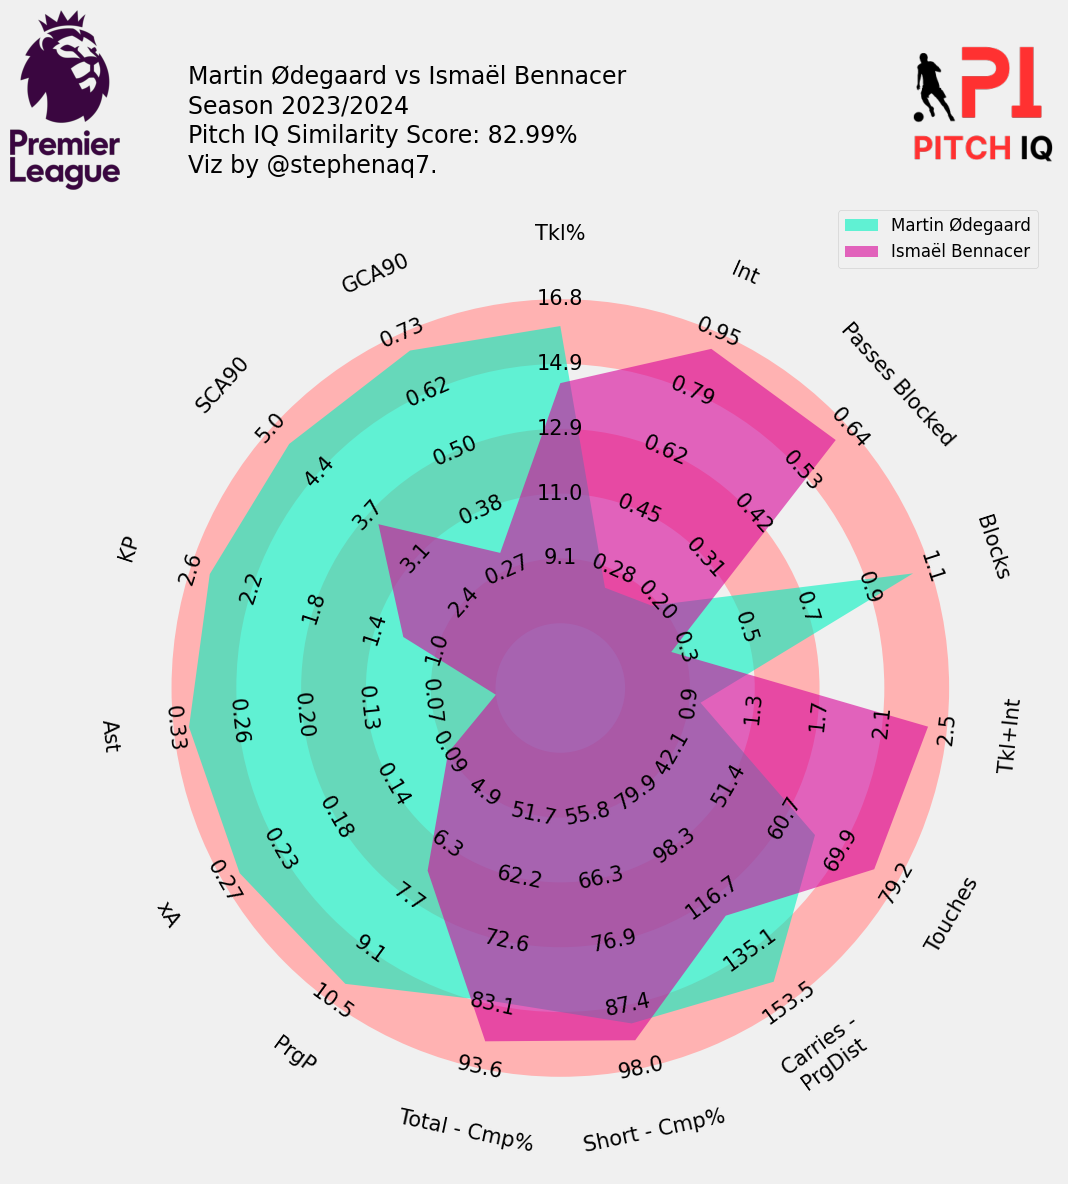 Premier
League
Martin Ødegaard vs Ismaël Bennacer
Season 2023/2024
Pitch IQ Similarity Score: 82.99%
Viz by @stephenaq7.
PI
PITCH IQ
Martin Ødegaard
Ismaël Bennacer
Tkl%
16.8
14.9
12.9
11.0
9.1
Int
0.95
0.79
0.62
0.45
0.28
Passes Blocked
0.64
0.53
0.42
0.31
0.20
Blocks
1.1
0.9
0.7
0.5
0.3
Tkl+Int
2.5
2.1
1.7
1.3
0.9
Touches
79.2
69.9
60.7
51.4
42.1
Carries -
PrgDist
153.5
135.1
116.7
98.3
79.9
Short - Cmp%
98.0
87.4
76.9
66.3
55.8
Total - Cmp%
93.6
83.1
72.6
62.2
51.7
PrgP
10.5
9.1
7.7
6.3
4.9
xA
0.27
0.23
0.18
0.14
0.09
Ast
0.33
0.26
0.20
0.13
0.07
KP
2.6
2.2
1.8
1.4
1.0
SCA90
5.0
4.4
3.7
3.1
2.4
GCA90
0.73
0.62
0.50
0.38
0.27